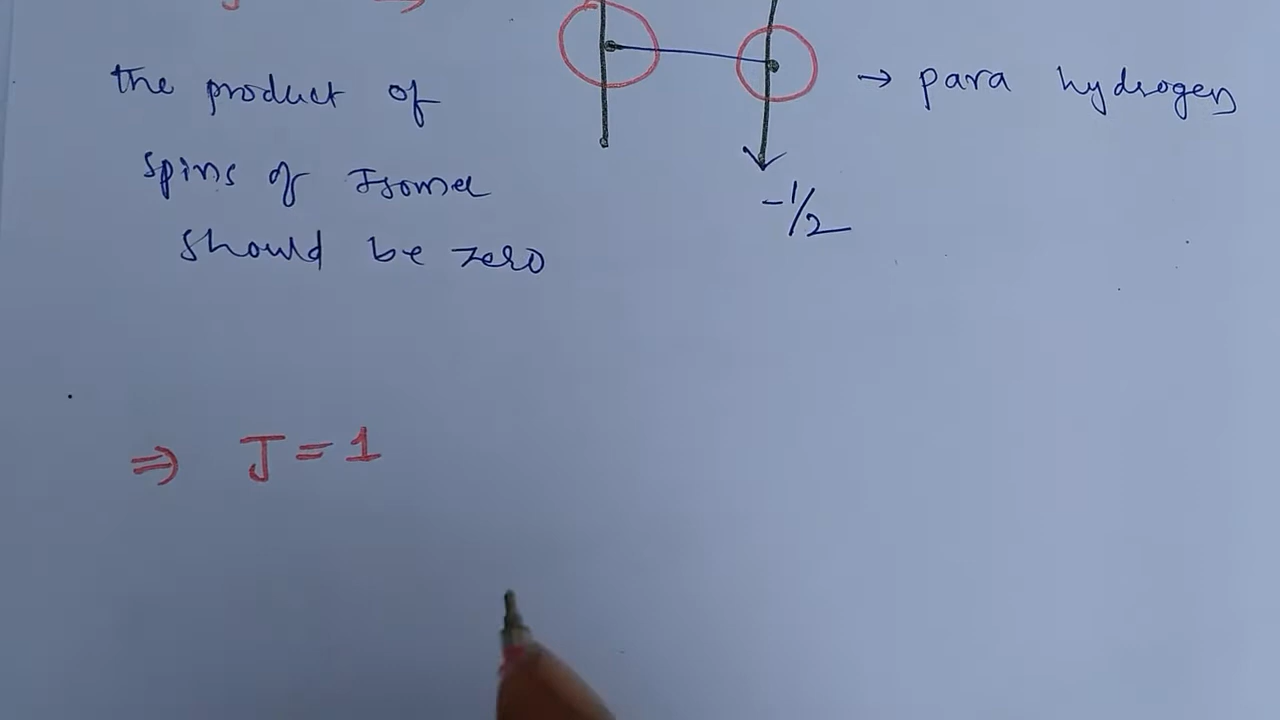 the product of
spins of Isomer
should be zero
→ para hydrogen
-1/2
⇒ J = 1